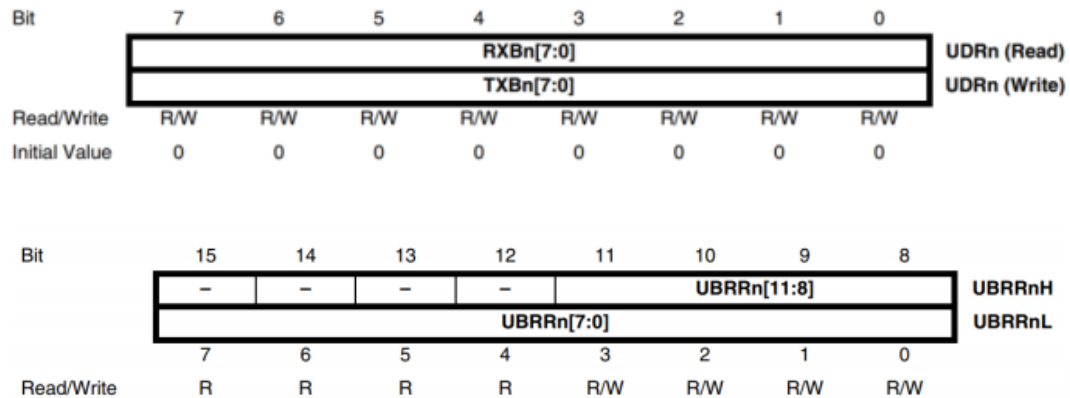 Bit 7 6 5 4 3 2 1 0
RXBn[7:0] UDRn (Read)
TXBn[7:0] UDRn (Write)
Read/Write R/W R/W R/W R/W R/W R/W R/W R/W
Initial Value 0 0 0 0 0 0 0 0
Bit 15 14 13 12 11 10 9 8
– – – – UBRRn[11:8] UBRRnH
UBRRn[7:0] UBRRnL
7 6 5 4 3 2 1 0
Read/Write R R R R R/W R/W R/W R/W